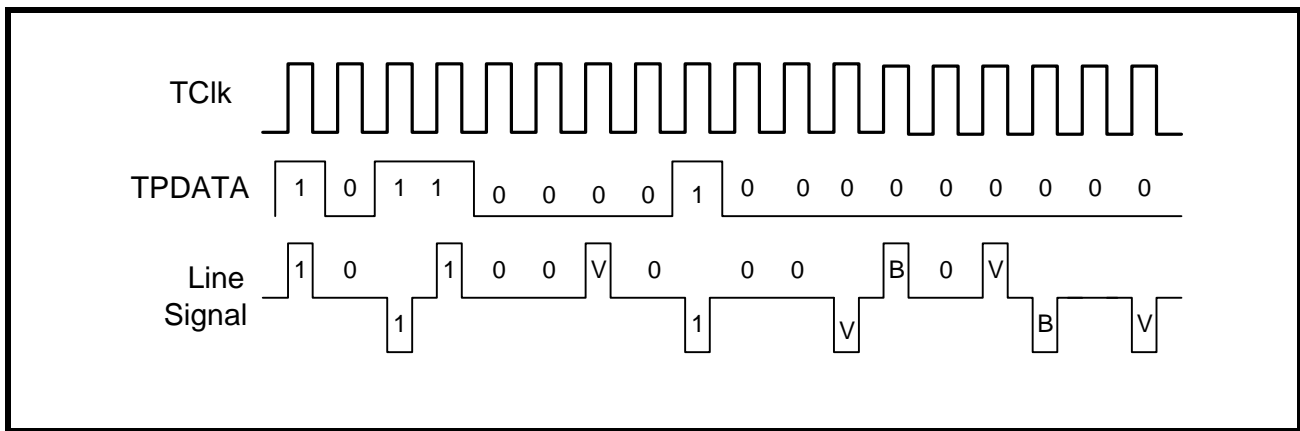 TClk
TPDATA 1 0 1 1 0 0 0 0 1 0 0 0 0 0 0 0 0 0
Line Signal
1 0 1 1 0 0 V 0 1 0 0 V B 0 V B V